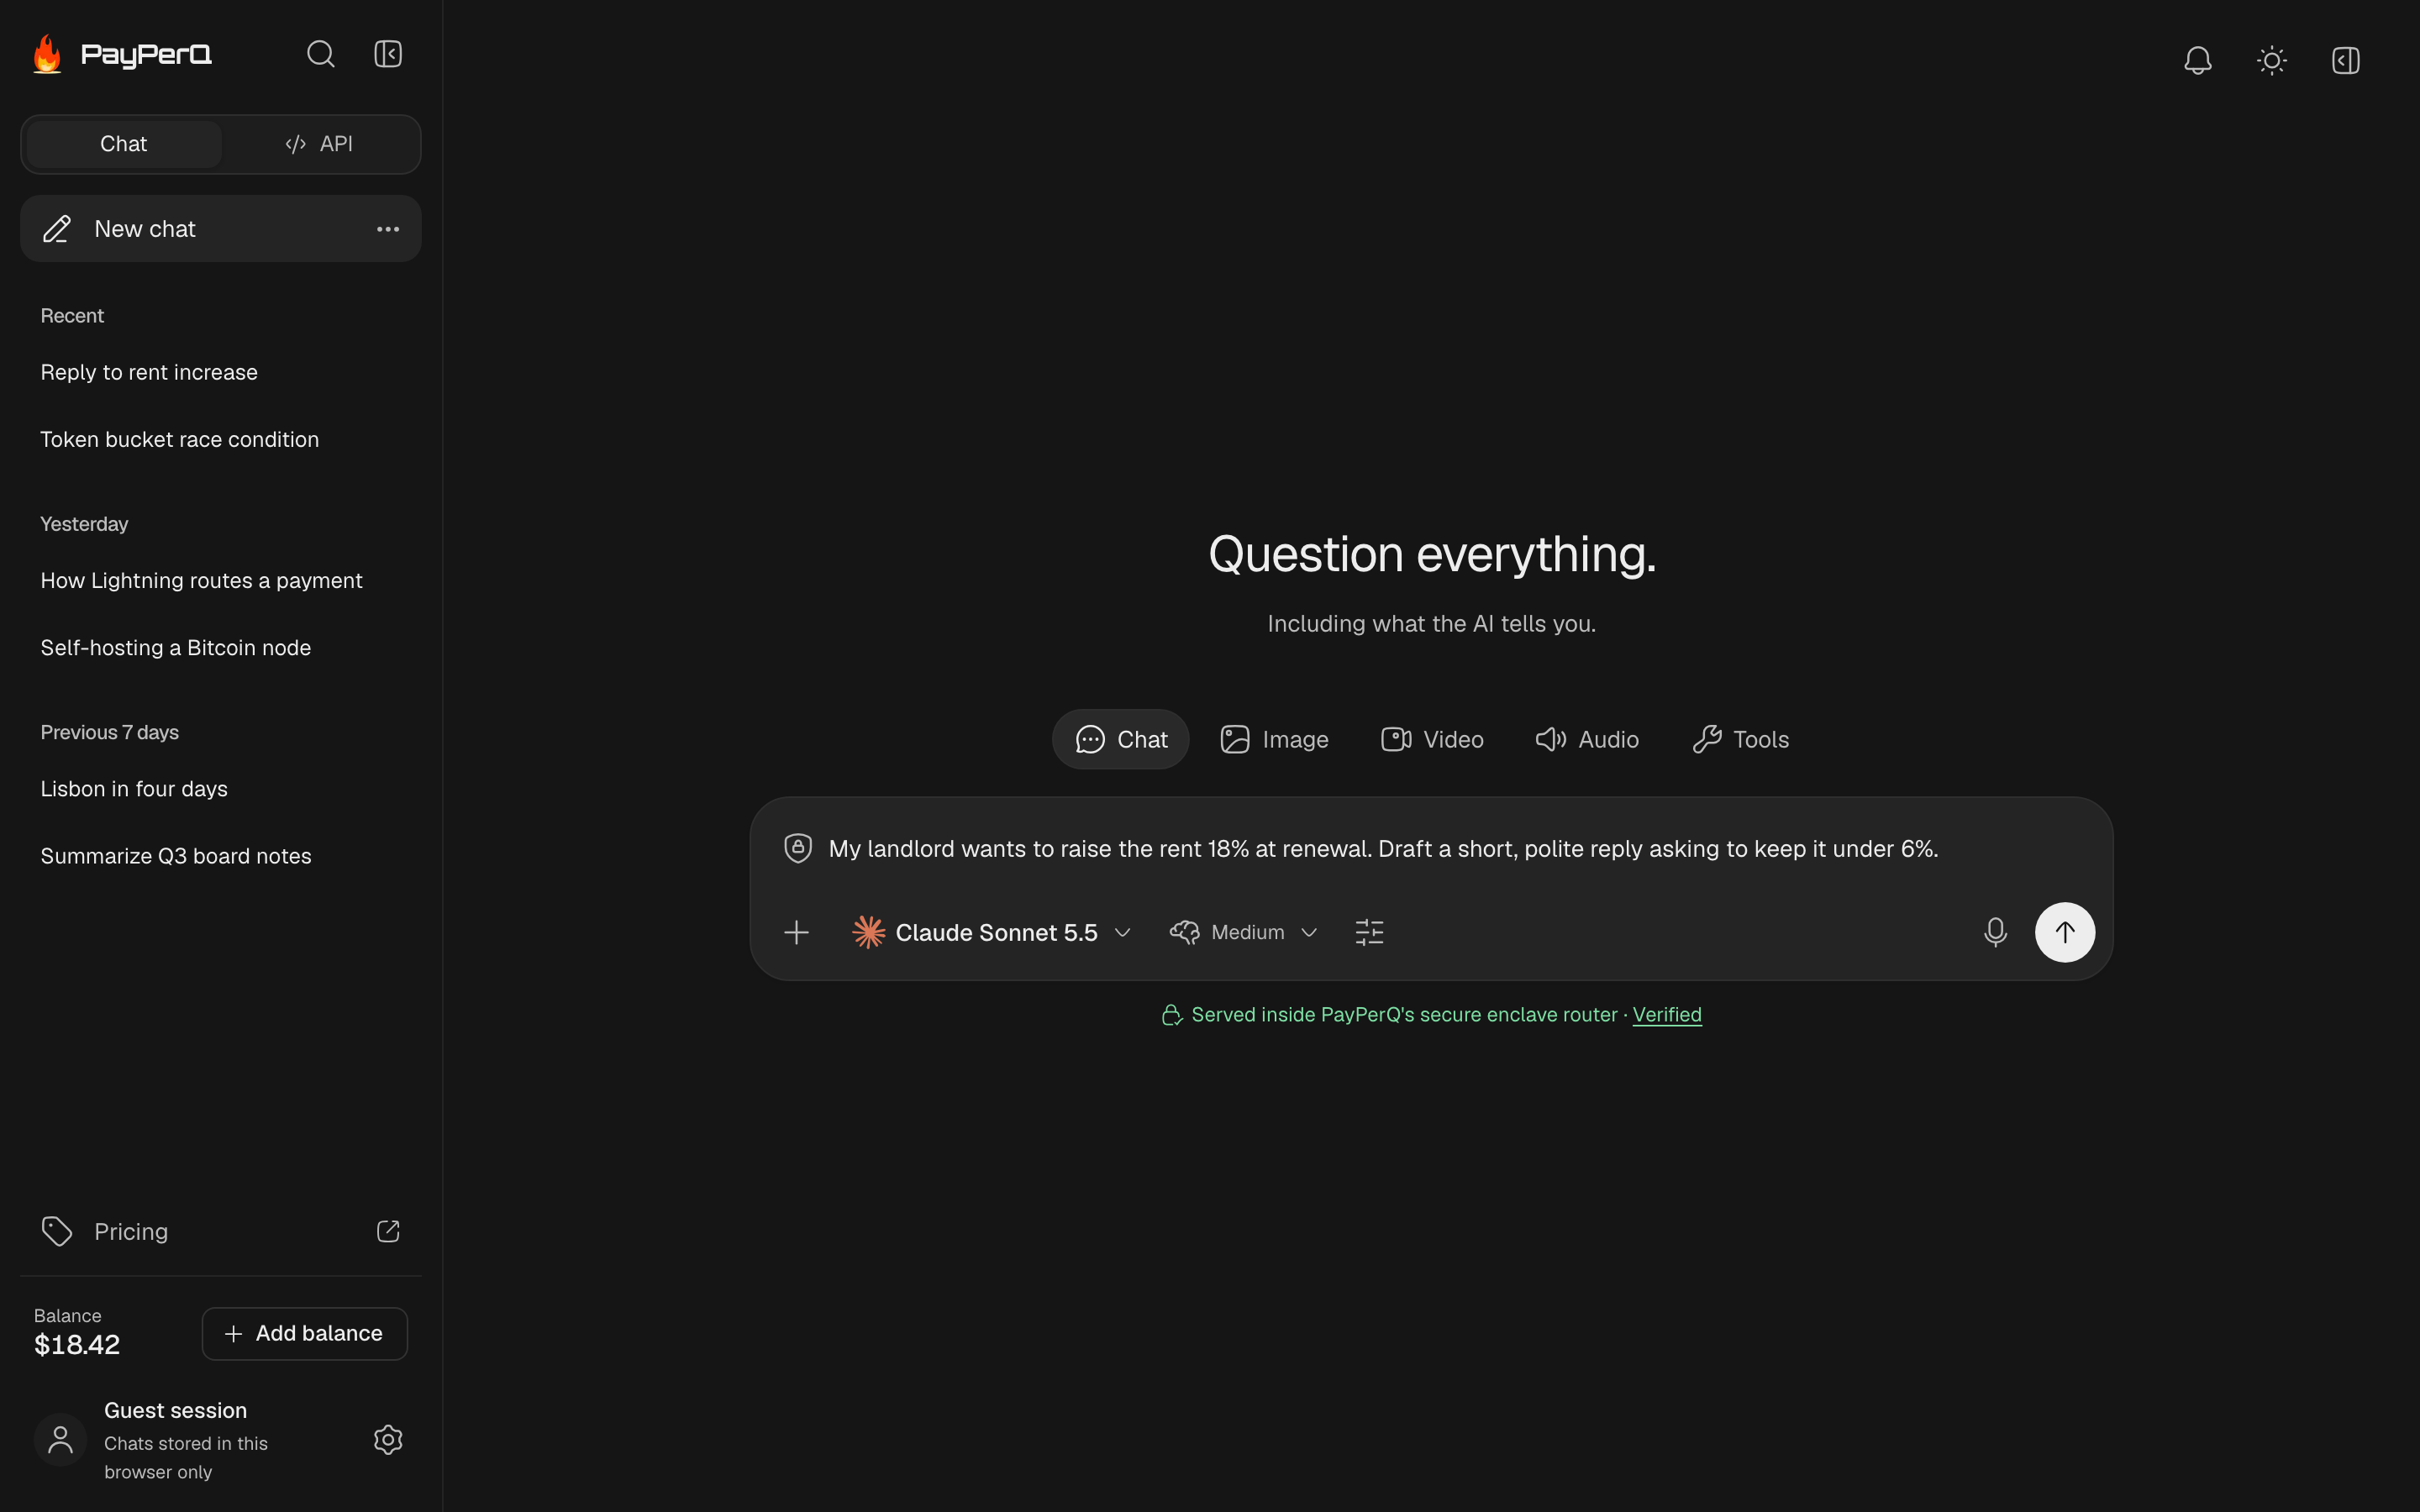 PayPerQ
Chat
API
New chat
Recent
Reply to rent increase
Token bucket race condition
Yesterday
How Lightning routes a payment
Self-hosting a Bitcoin node
Previous 7 days
Lisbon in four days
Summarize Q3 board notes
Pricing
Balance
$18.42
Add balance
Guest session
Chats stored in this
browser only
Question everything.
Including what the AI tells you.
Chat
Image
Video
Audio
Tools
My landlord wants to raise the rent 18% at renewal. Draft a short, polite reply asking to keep it under 6%.
Claude Sonnet 5.5
Medium
Served inside PayPerQ's secure enclave router · Verified